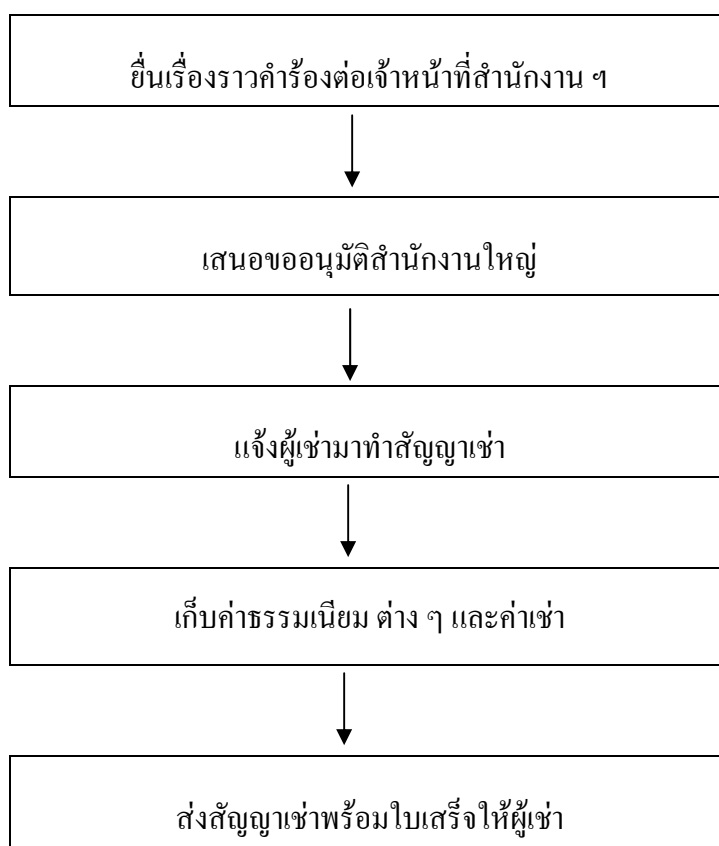 ยื่นเรื่องราวคำร้องต่อเจ้าหน้าที่สำนักงาน ฯ
เสนอขออนุมัติสำนักงานใหญ่
แจ้งผู้เช่ามาทำสัญญาเช่า
เก็บค่าธรรมเนียม ต่าง ๆ และค่าเช่า
ส่งสัญญาเช่าพร้อมใบเสร็จให้ผู้เช่า